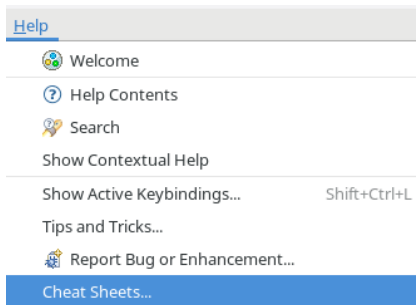 Help
Welcome
Help Contents
Search
Show Contextual Help
Show Active Keybindings... Shift+Ctrl+L
Tips and Tricks...
Report Bug or Enhancement...
Cheat Sheets...